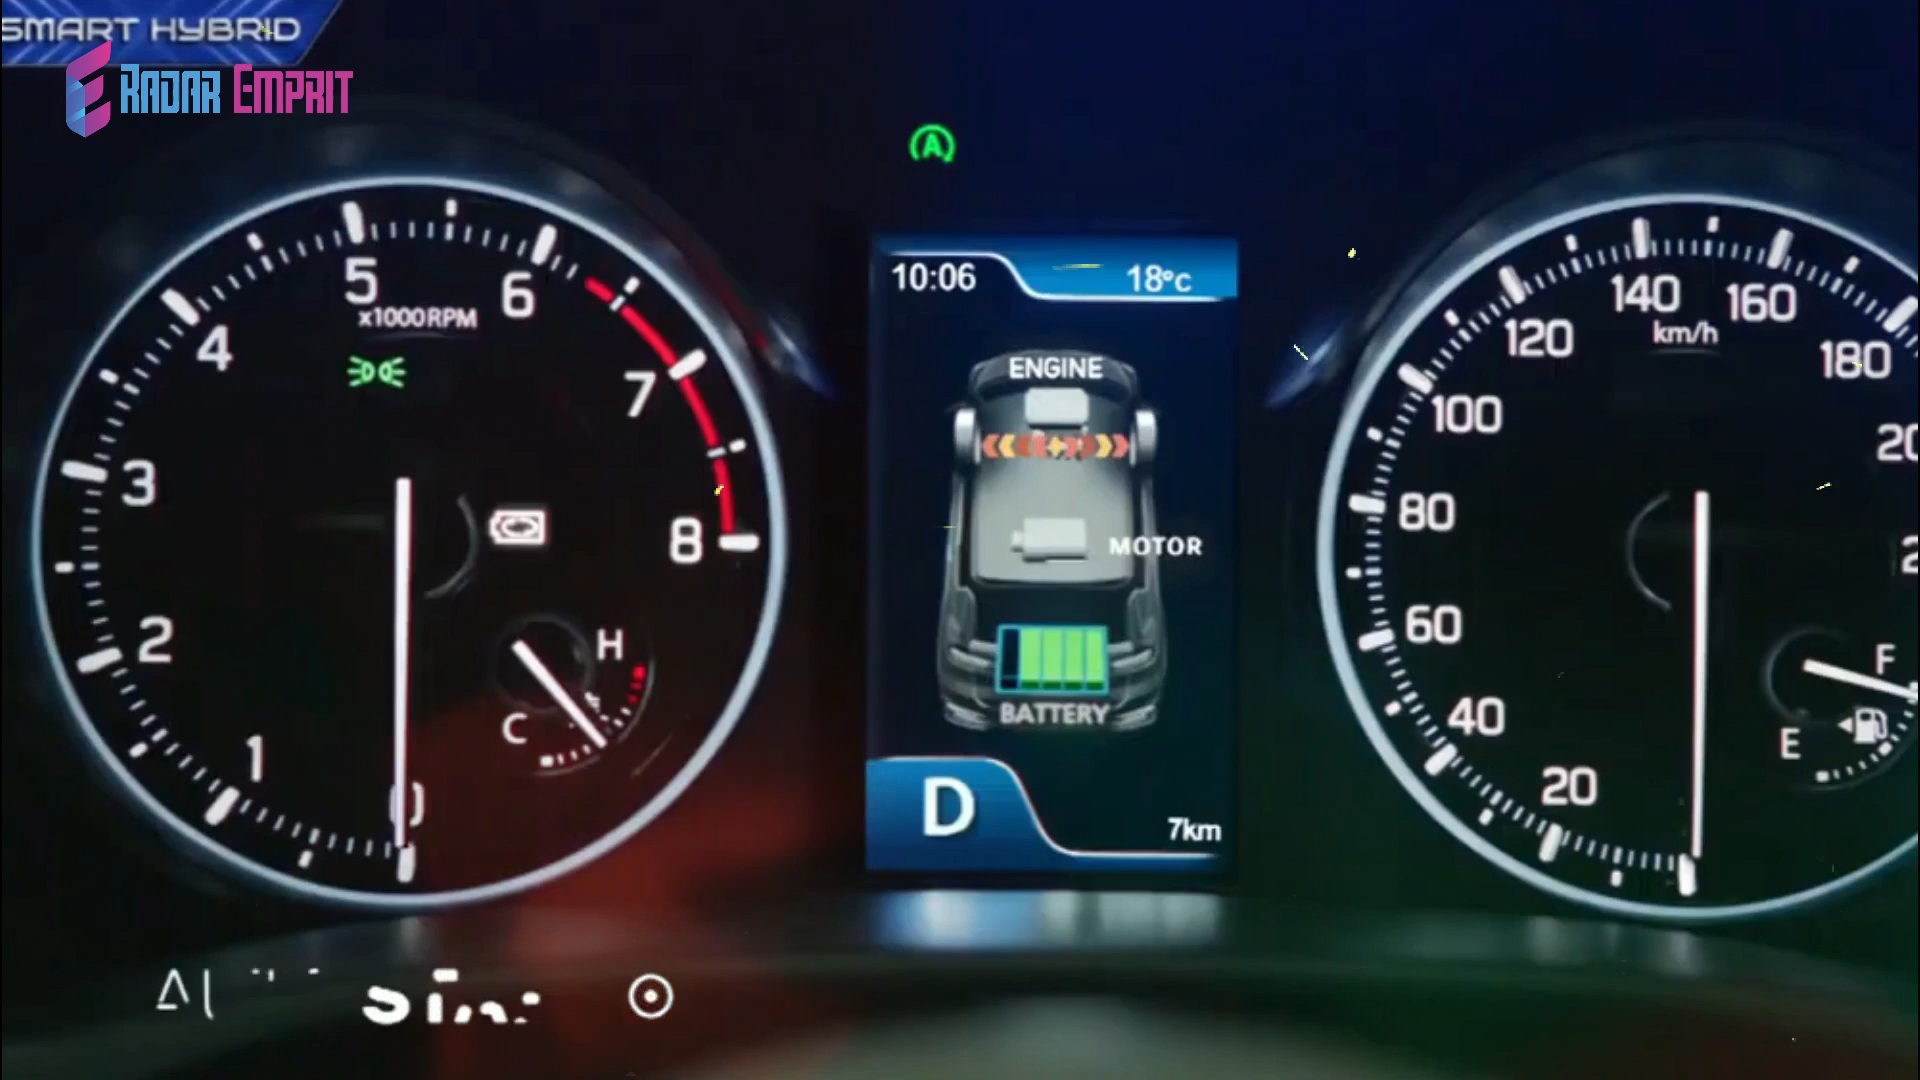 SMART HYBRID
RADAR EMPRIT
A
10:06 18°C
5
6
x1000RPM
4
7
3
8
2
1
0
H
C
ENGINE
MOTOR
BATTERY
D
7km
140
160
120
km/h
180
100
80
60
40
20
F
E